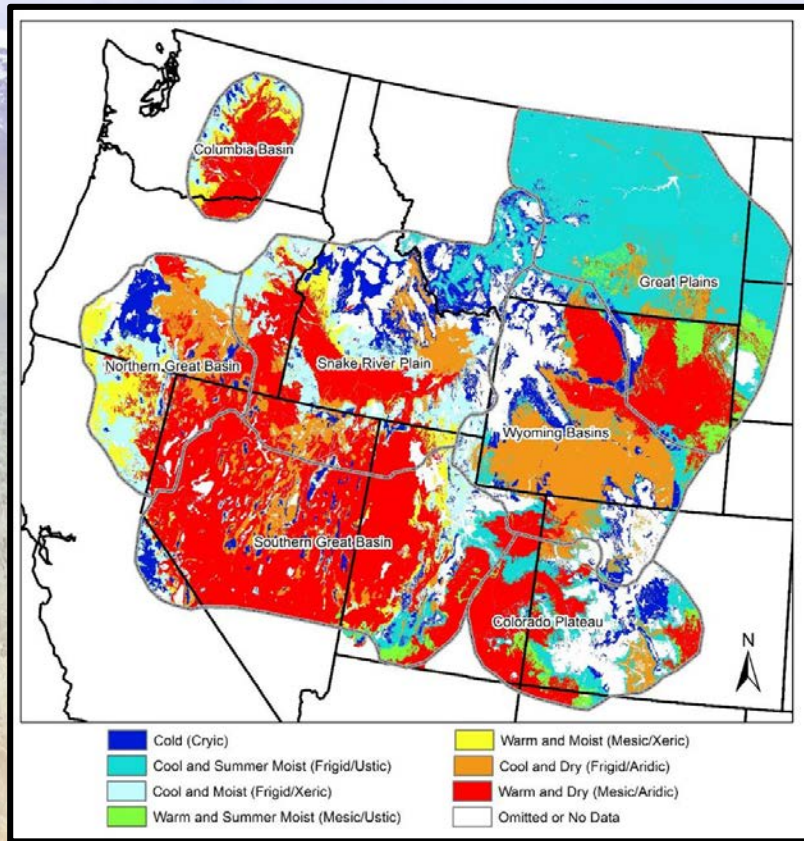 Columbia Basin
Great Plains
Northern Great Basin
Snake River Plain
Wyoming Basins
Southern Great Basin
Colorado Plateau
N
Cold (Cryic)
Cool and Summer Moist (Frigid/Ustic)
Cool and Moist (Frigid/Xeric)
Warm and Summer Moist (Mesic/Ustic)
Warm and Moist (Mesic/Xeric)
Cool and Dry (Frigid/Aridic)
Warm and Dry (Mesic/Aridic)
Omitted or No Data